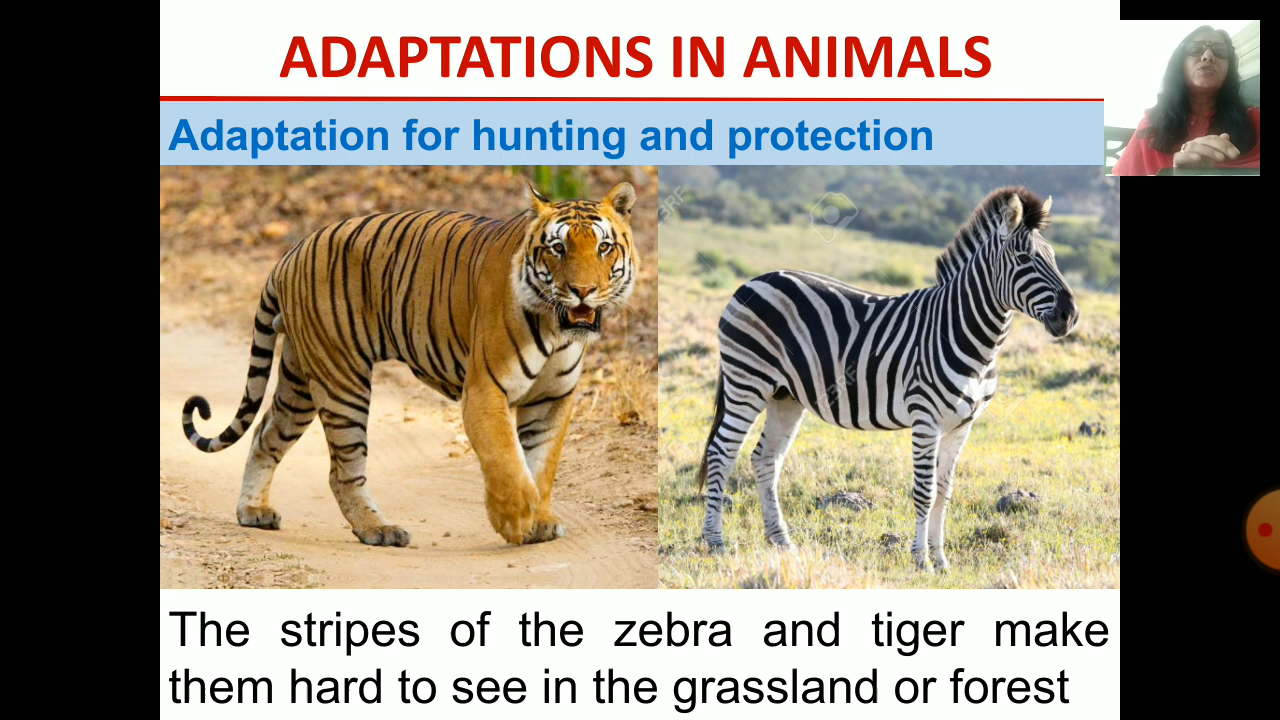 ADAPTATIONS IN ANIMALS
Adaptation for hunting and protection
The stripes of the zebra and tiger make
them hard to see in the grassland or forest